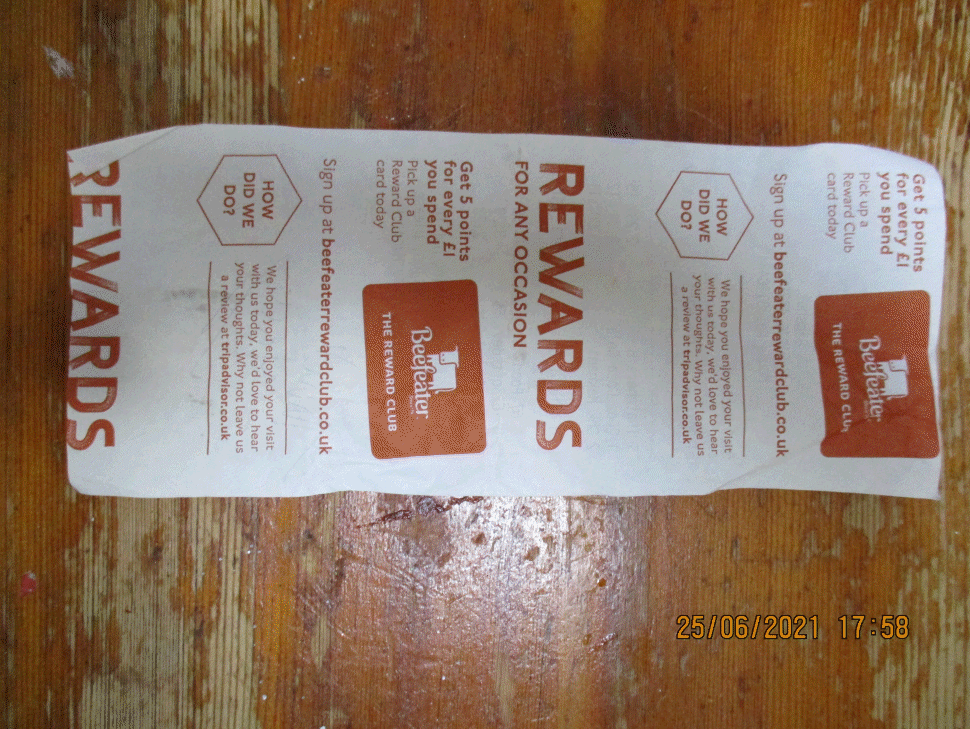 Get 5 points
for every £1
you spend
Pick up a
Reward Club
card today
Beefeater
THE REWARD
Sign up at beefeaterrewardclub.co.uk
HOW
DID WE
DO?
We hope you enjoyed your visit
with us today, we'd love to hear
your thoughts. Why not leave us
a review at tripadvisor.co.uk
REWARDS
FOR ANY OCCASION
Get 5 points
for every £1
you spend
Pick up a
Reward Club
card today
Beefeater
THE REWARD CLUB
Sign up at beefeaterrewardclub.co.uk
HOW
DID WE
DO?
We hope you enjoyed your visit
with us today, we'd love to hear
your thoughts. Why not leave us
a review at tripadvisor.co.uk
REWARDS
25/06/2021 17:58